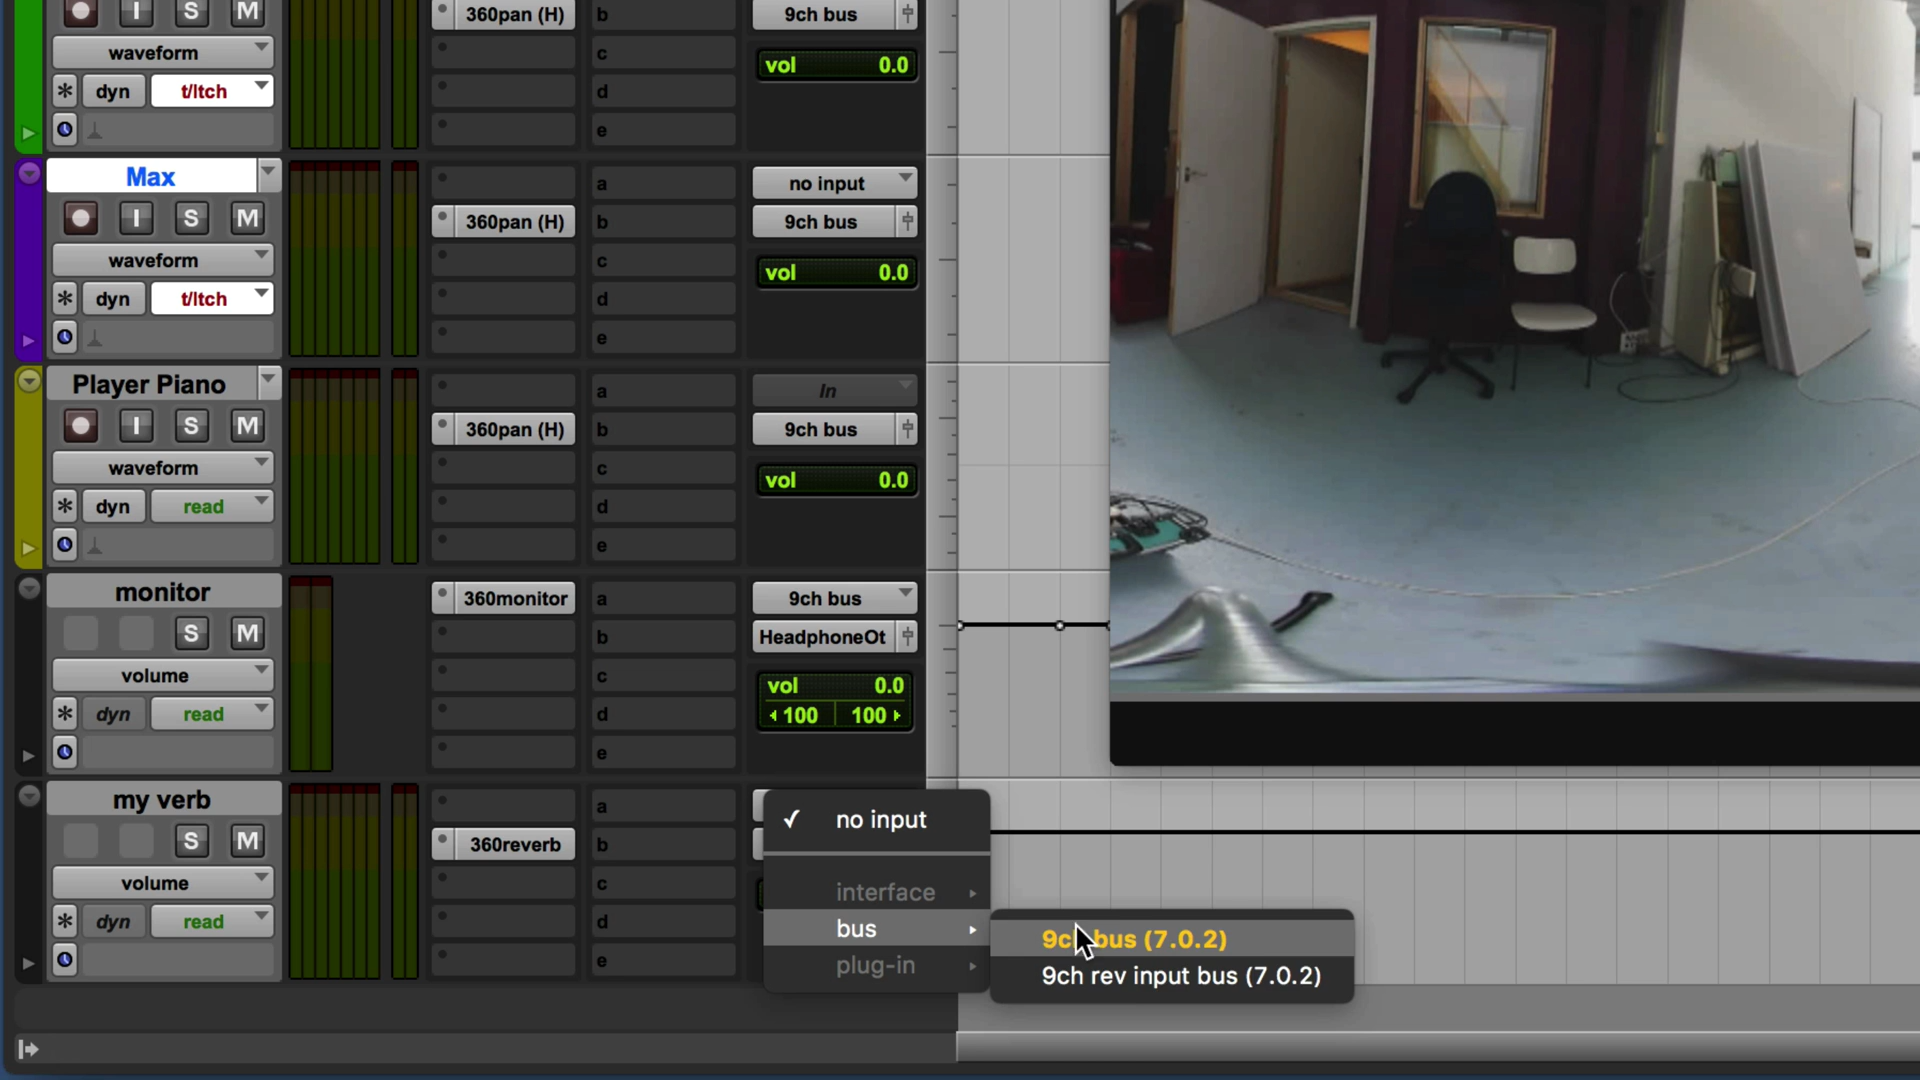 I S M
360pan (H)
b
9ch bus
waveform
c
vol 0.0
* dyn t/ltch
d
e
Max
a
no input
I S M
360pan (H)
b
9ch bus
waveform
c
vol 0.0
* dyn t/ltch
d
e
Player Piano
a
In
I S M
360pan (H)
b
9ch bus
waveform
c
vol 0.0
* dyn read
d
e
monitor
360monitor
a
9ch bus
S M
b
HeadphoneOt
volume
c
vol 0.0
100 100
* dyn read
d
e
my verb
a
S M
360reverb
b
volume
c
* dyn read
d
e
✓ no input
interface
bus
plug-in
9ch bus (7.0.2)
9ch rev input bus (7.0.2)